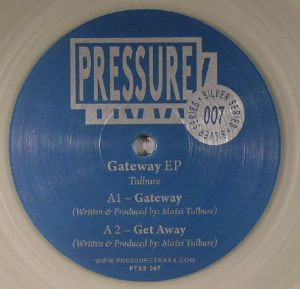 PRESSURE
SILVER SERIES • SILVER SERIES •
007
Gateway EP
Tulbure
A1 – Gateway
(Written & Produced by: Matei Tulbure)
A 2 – Get Away
(Written & Produced by: Matei Tulbure)
WWW.PRESSURETRAXX.COM
PTXS 007